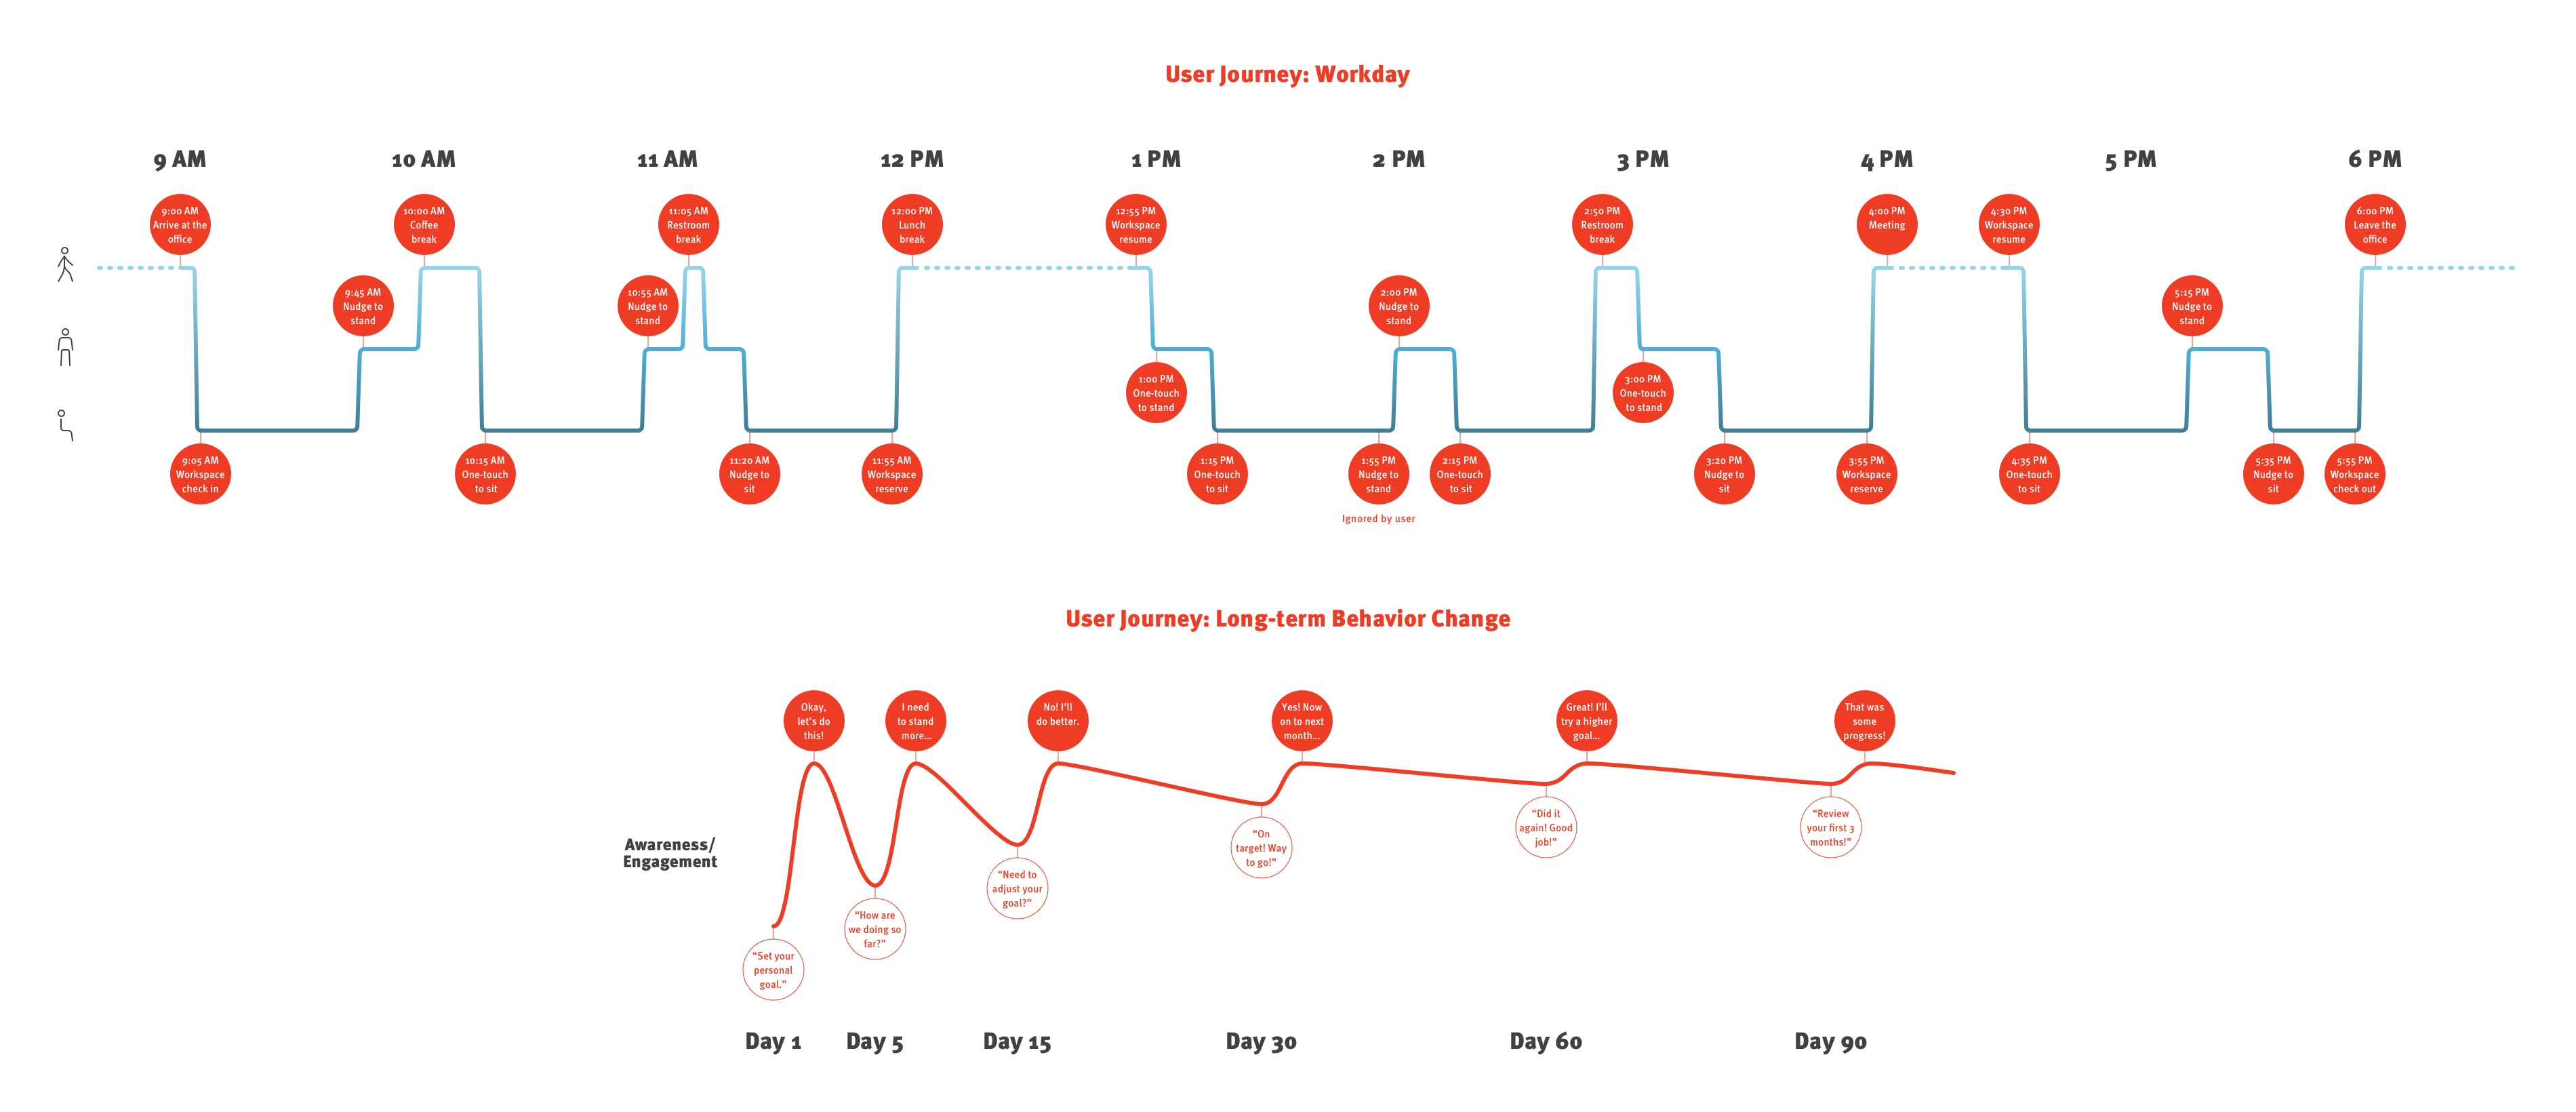 User Journey: Workday
9 AM
10 AM
11 AM
12 PM
1 PM
2 PM
3 PM
4 PM
5 PM
6 PM
9:00 AM
Arrive at the
office
10:00 AM
Coffee
break
11:05 AM
Restroom
break
12:00 PM
Lunch
break
12:55 PM
Workspace
resume
2:50 PM
Restroom
break
4:00 PM
Meeting
4:30 PM
Workspace
resume
6:00 PM
Leave the
office
9:45 AM
Nudge to
stand
10:55 AM
Nudge to
stand
2:00 PM
Nudge to
stand
5:15 PM
Nudge to
stand
1:00 PM
One-touch
to stand
3:00 PM
One-touch
to stand
9:05 AM
Workspace
check in
10:15 AM
One-touch
to sit
11:20 AM
Nudge to
sit
11:55 AM
Workspace
reserve
1:15 PM
One-touch
to sit
1:55 PM
Nudge to
stand
2:15 PM
One-touch
to sit
3:20 PM
Nudge to
sit
3:55 PM
Workspace
reserve
4:35 PM
One-touch
to sit
5:35 PM
Nudge to
sit
5:55 PM
Workspace
check out
Ignored by user
User Journey: Long-term Behavior Change
Okay,
let's do
this!
I need
to stand
more...
No! I'll
do better.
Yes! Now
on to next
month...
Great! I'll
try a higher
goal...
That was
some
progress!
Awareness/
Engagement
“Set your
personal
goal.”
“How are
we doing so
far?”
“Need to
adjust your
goal?”
“On
target! Way
to go!”
“Did it
again! Good
job!”
“Review
your first 3
months!”
Day 1
Day 5
Day 15
Day 30
Day 60
Day 90